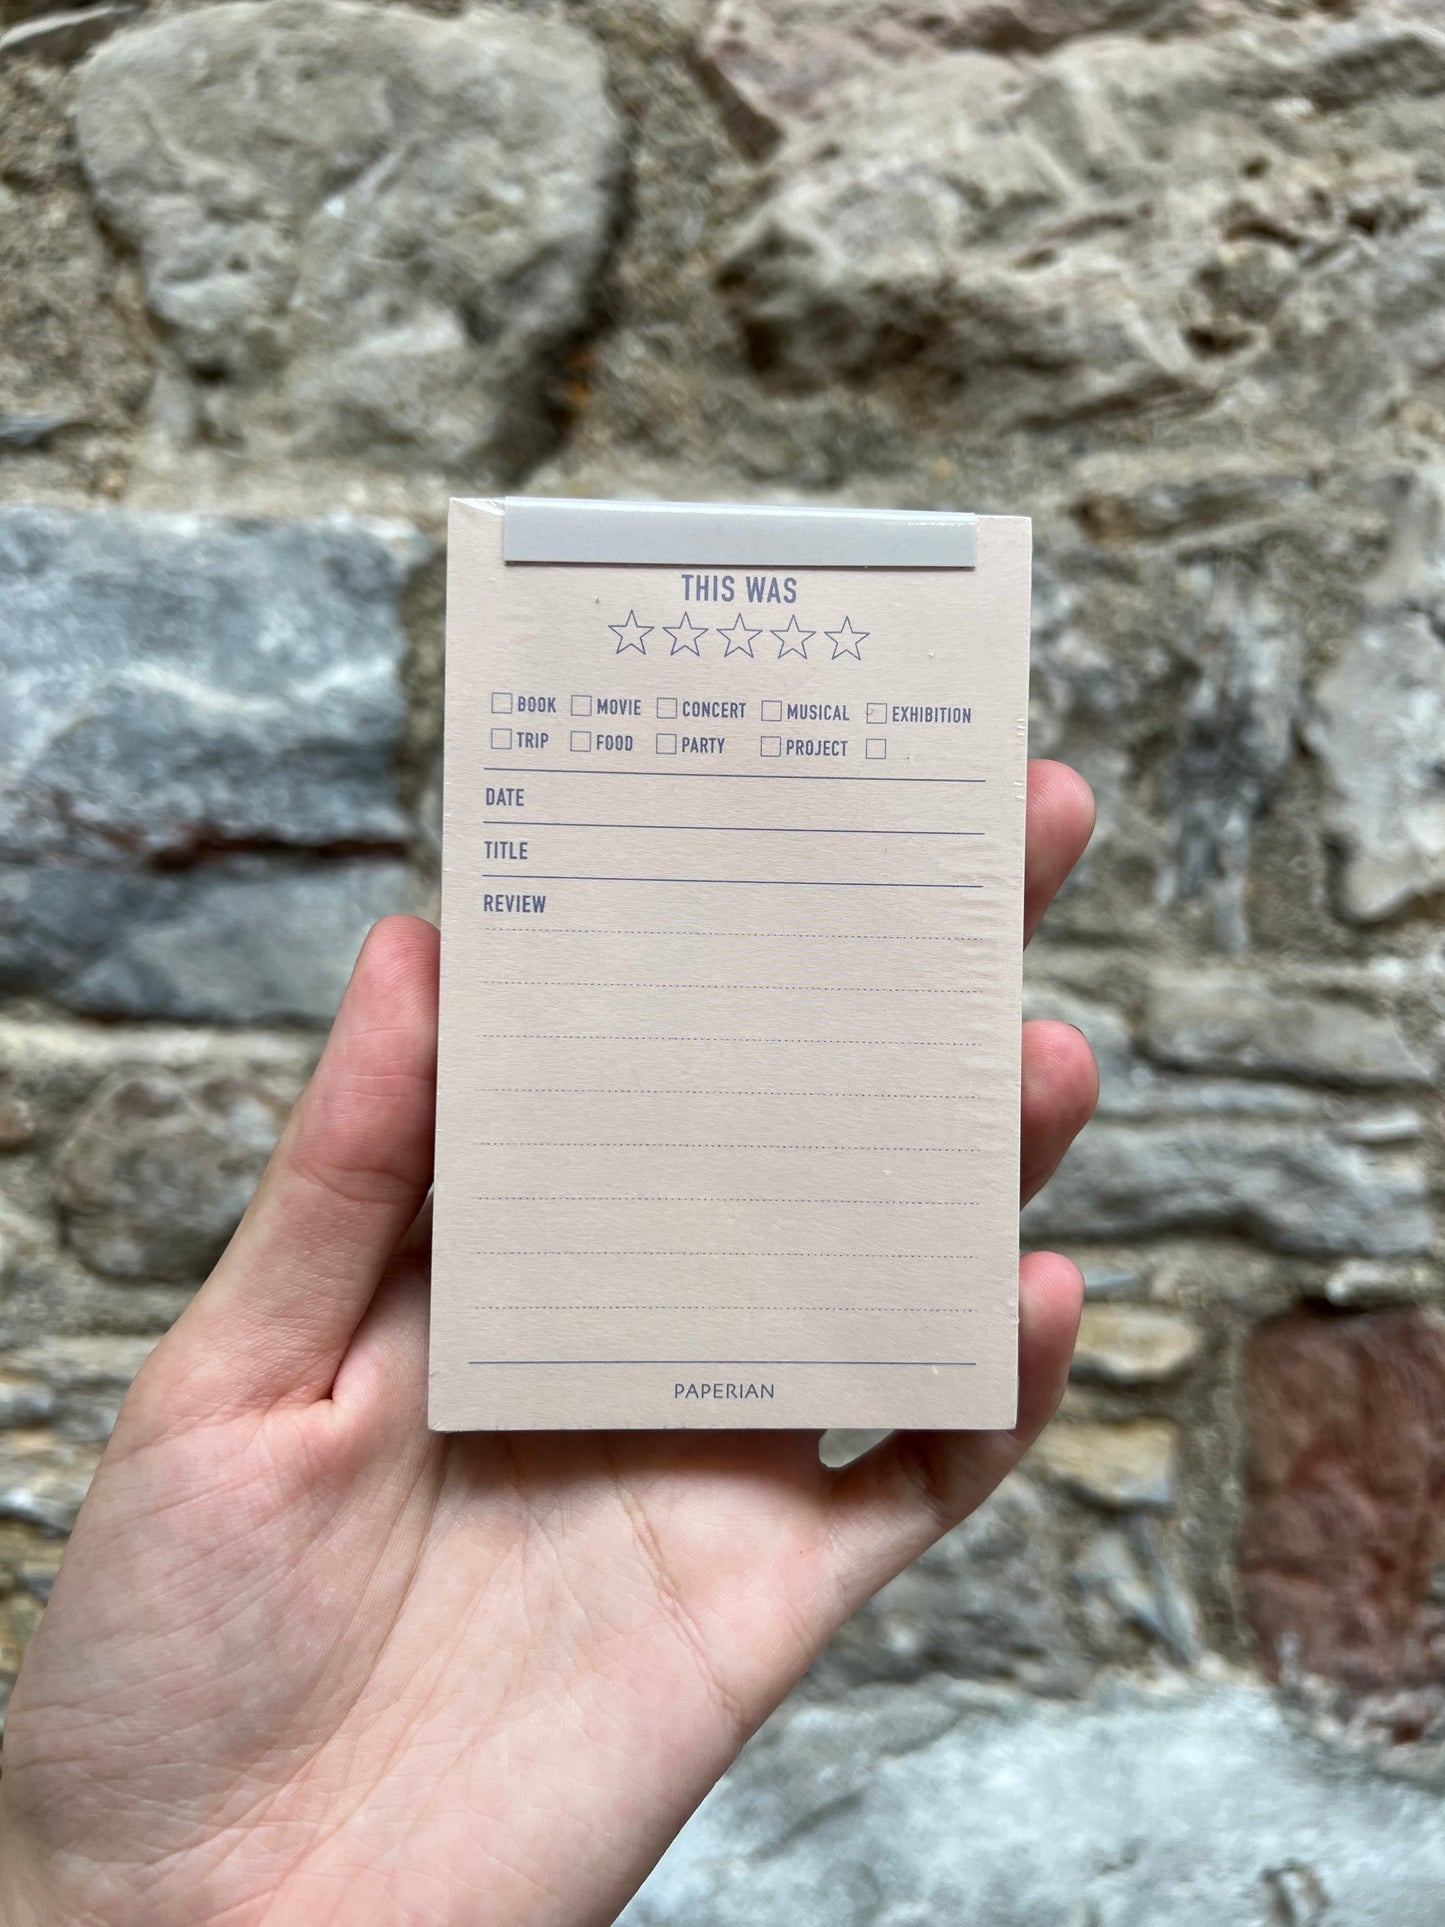 THIS WAS
BOOK MOVIE CONCERT MUSICAL EXHIBITION
TRIP FOOD PARTY PROJECT
DATE
TITLE
REVIEW
PAPERIAN